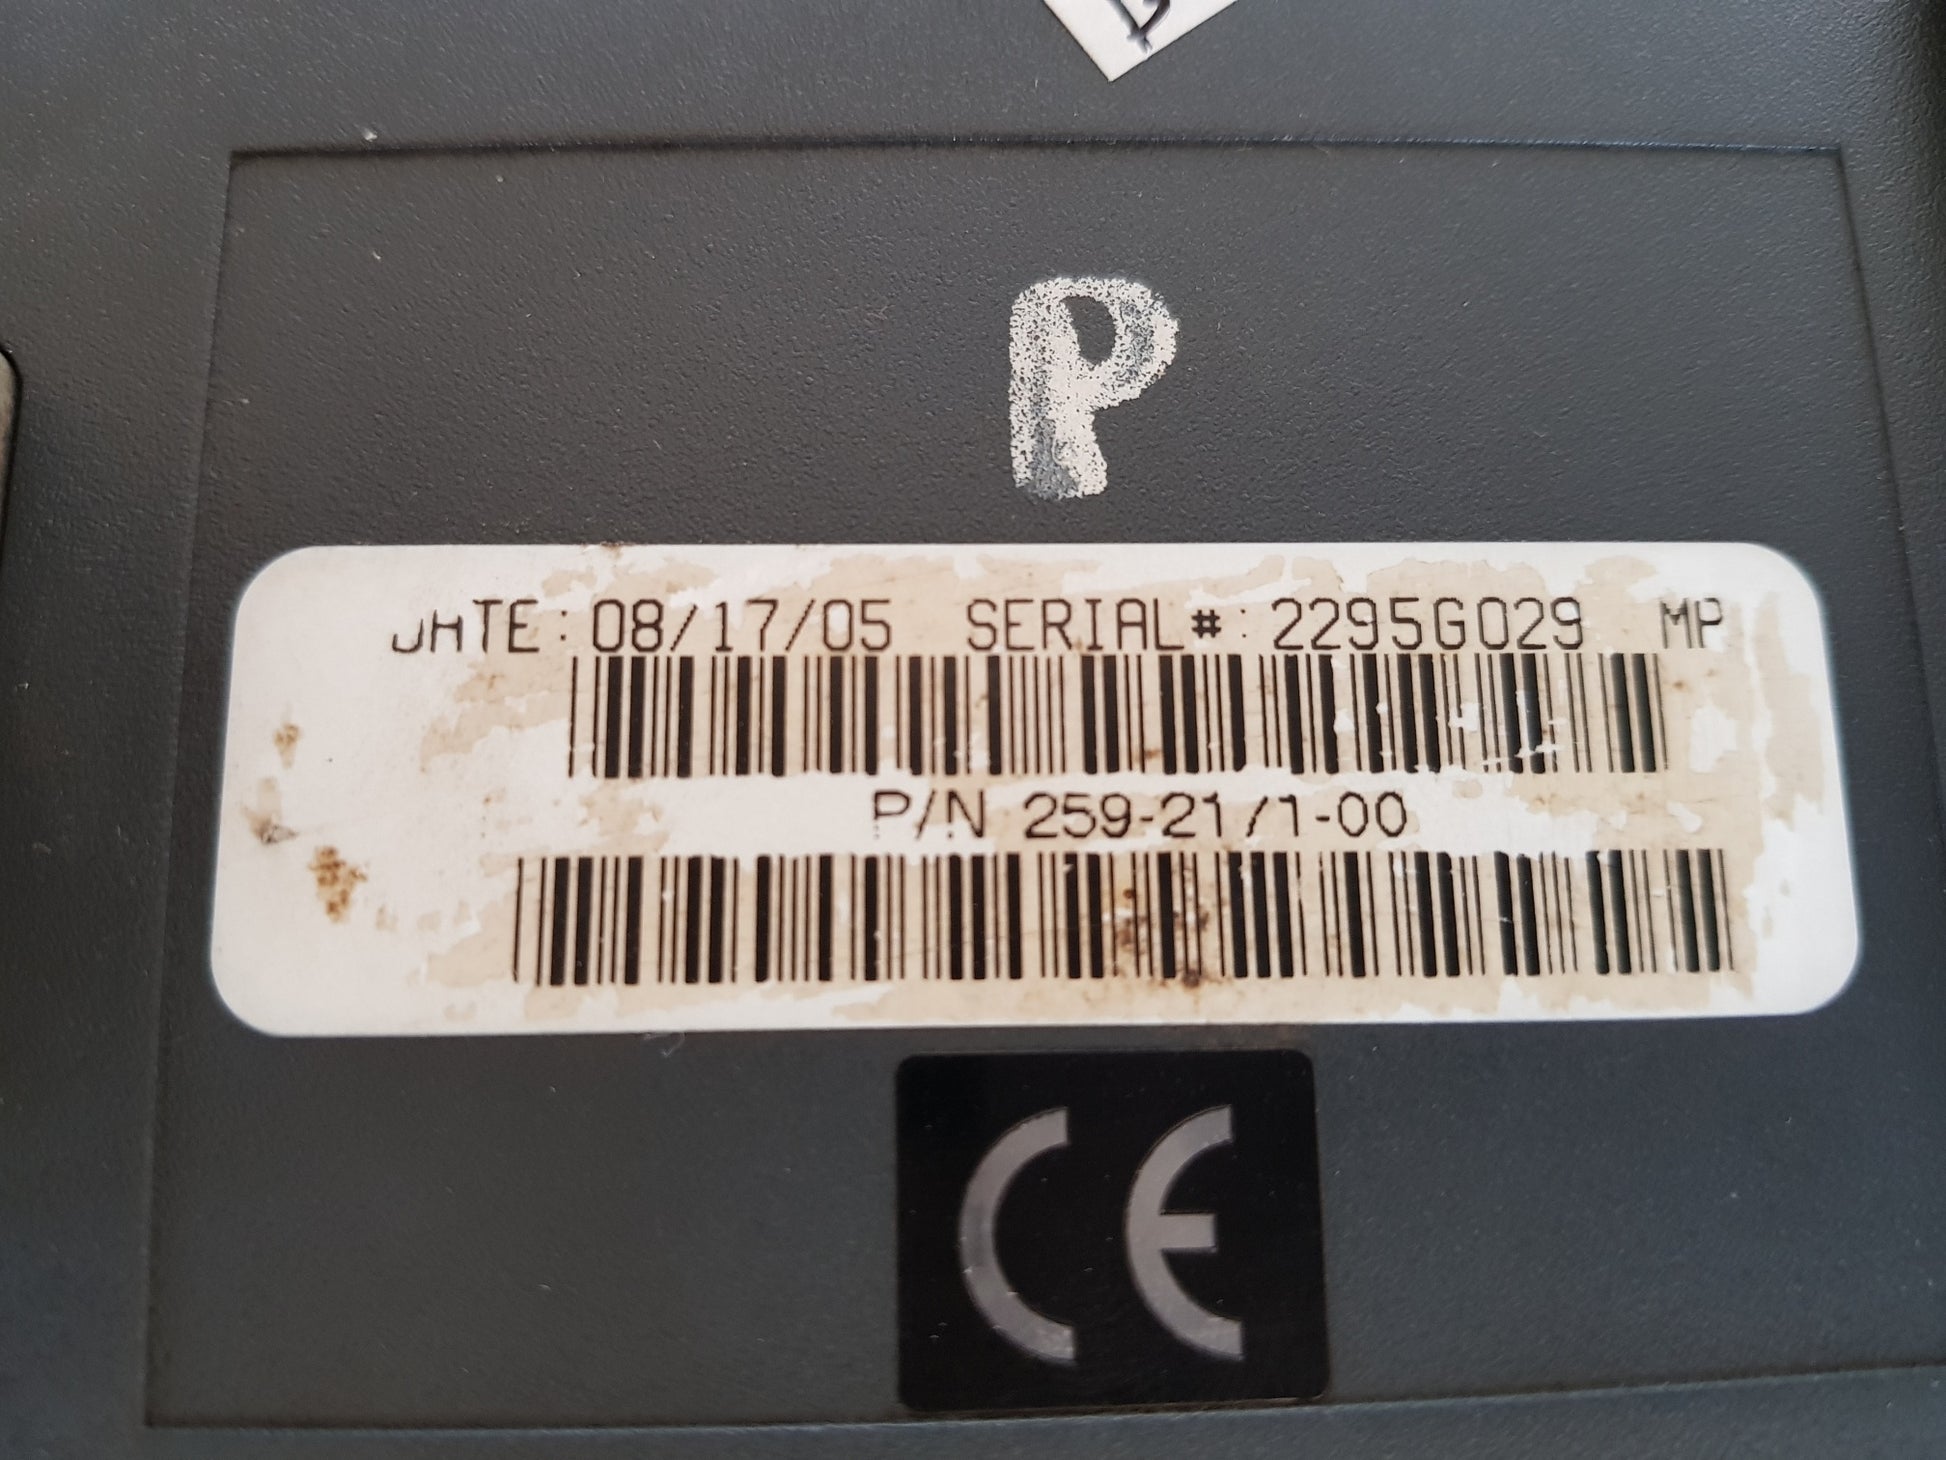 P
DATE: 08/17/05 SERIAL#: 2295G029 MP
P/N 259-2171-00
CE